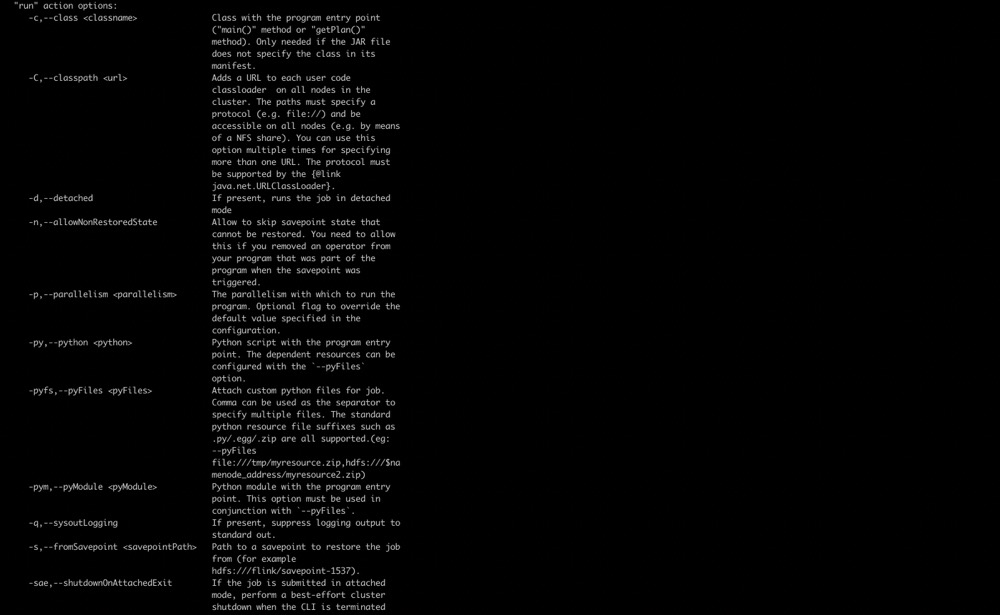 "run" action options:
-c,--class <classname> Class with the program entry point
("main()" method or "getPlan()"
method). Only needed if the JAR file
does not specify the class in its
manifest.
-C,--classpath <url> Adds a URL to each user code
classloader  on all nodes in the
cluster. The paths must specify a
protocol (e.g. file://) and be
accessible on all nodes (e.g. by means
of a NFS share). You can use this
option multiple times for specifying
more than one URL. The protocol must
be supported by the {@link
java.net.URLClassLoader}.
-d,--detached If present, runs the job in detached
mode
-n,--allowNonRestoredState Allow to skip savepoint state that
cannot be restored. You need to allow
this if you removed an operator from
your program that was part of the
program when the savepoint was
triggered.
-p,--parallelism <parallelism> The parallelism with which to run the
program. Optional flag to override the
default value specified in the
configuration.
-py,--python <python> Python script with the program entry
point. The dependent resources can be
configured with the `--pyFiles`
option.
-pyfs,--pyFiles <pyFiles> Attach custom python files for job.
Comma can be used as the separator to
specify multiple files. The standard
python resource file suffixes such as
.py/.egg/.zip are all supported.(eg:
--pyFiles
file:///tmp/myresource.zip,hdfs:///$na
menode_address/myresource2.zip)
-pym,--pyModule <pyModule> Python module with the program entry
point. This option must be used in
conjunction with `--pyFiles`.
-q,--sysoutLogging If present, suppress logging output to
standard out.
-s,--fromSavepoint <savepointPath> Path to a savepoint to restore the job
from (for example
hdfs:///flink/savepoint-1537).
-sae,--shutdownOnAttachedExit If the job is submitted in attached
mode, perform a best-effort cluster
shutdown when the CLI is terminated